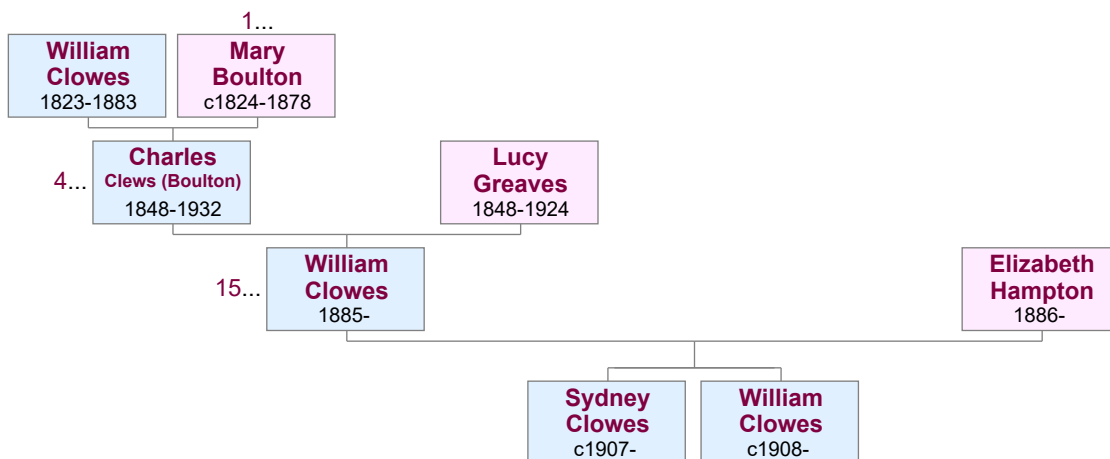 1...
William
Clowes
1823-1883
Mary
Boulton
c1824-1878
4...
Charles
Clews (Boulton)
1848-1932
Lucy
Greaves
1848-1924
15...
William
Clowes
1885-
Elizabeth
Hampton
1886-
Sydney
Clowes
c1907-
William
Clowes
c1908-